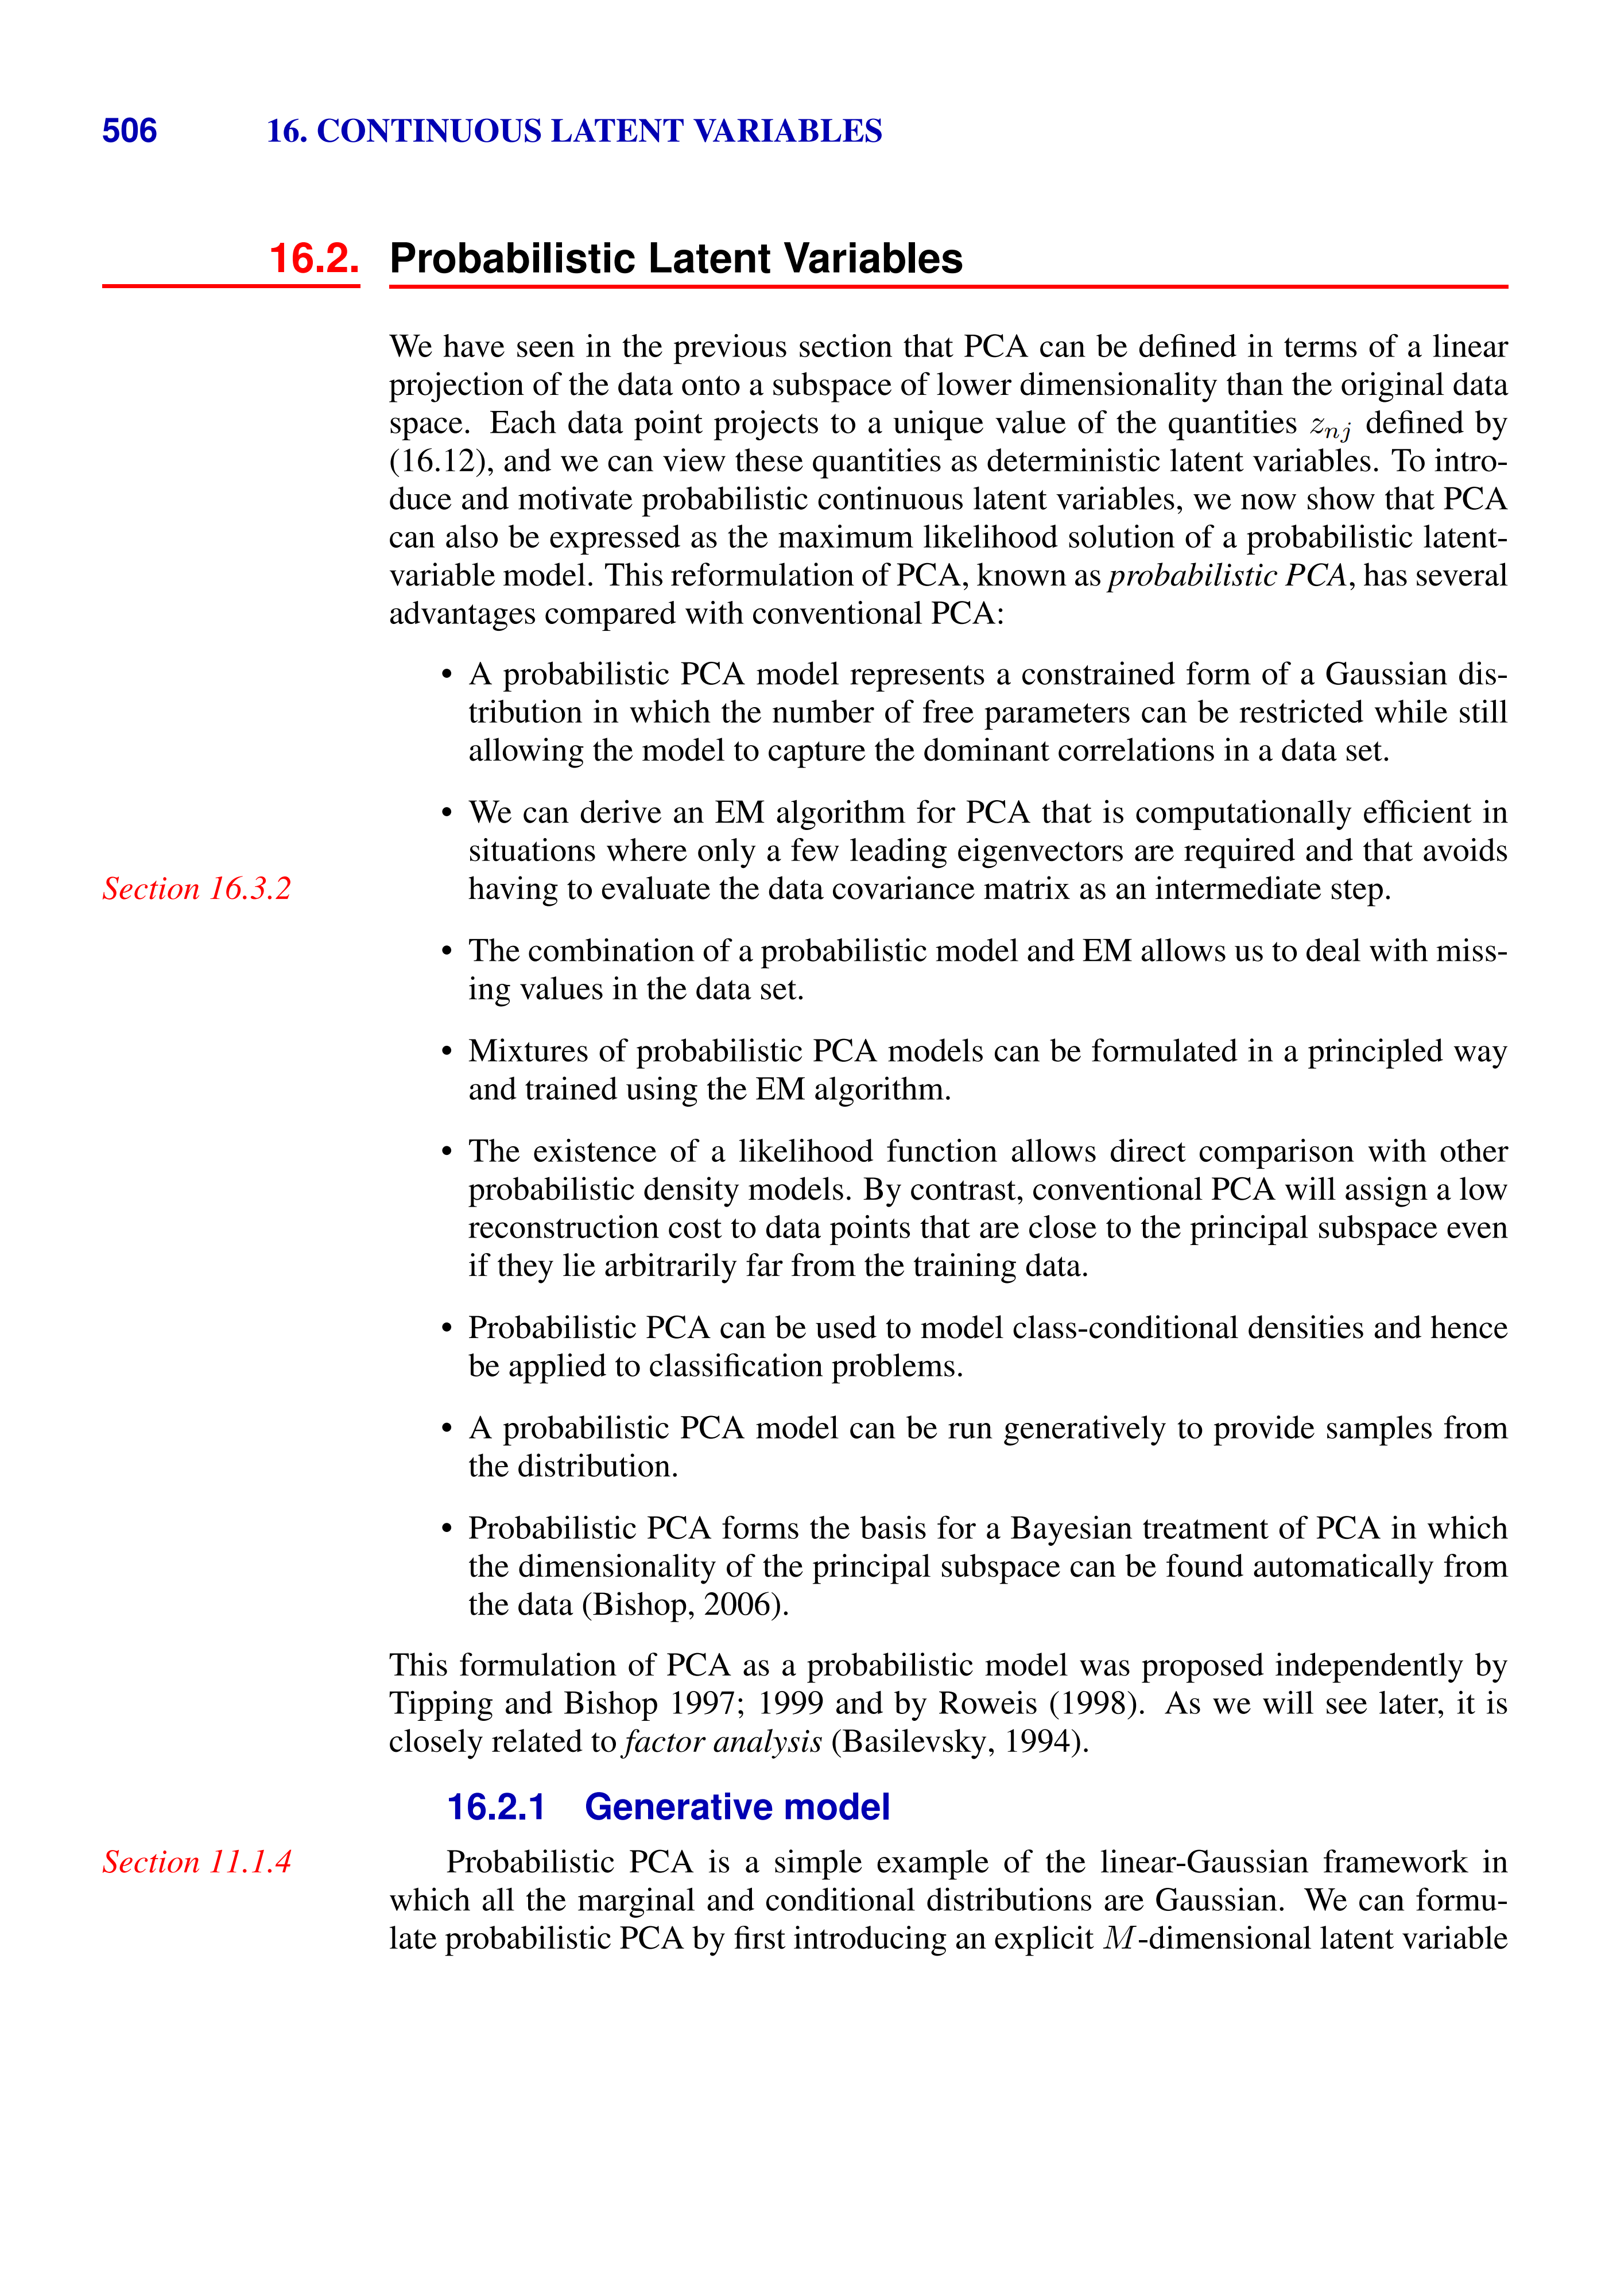 506 16. CONTINUOUS LATENT VARIABLES
16.2. Probabilistic Latent Variables
We have seen in the previous section that PCA can be defined in terms of a linear
projection of the data onto a subspace of lower dimensionality than the original data
space. Each data point projects to a unique value of the quantities z_{nj} defined by
(16.12), and we can view these quantities as deterministic latent variables. To intro-
duce and motivate probabilistic continuous latent variables, we now show that PCA
can also be expressed as the maximum likelihood solution of a probabilistic latent-
variable model. This reformulation of PCA, known as probabilistic PCA, has several
advantages compared with conventional PCA:
• A probabilistic PCA model represents a constrained form of a Gaussian dis-
tribution in which the number of free parameters can be restricted while still
allowing the model to capture the dominant correlations in a data set.
• We can derive an EM algorithm for PCA that is computationally efficient in
situations where only a few leading eigenvectors are required and that avoids
Section 16.3.2 having to evaluate the data covariance matrix as an intermediate step.
• The combination of a probabilistic model and EM allows us to deal with miss-
ing values in the data set.
• Mixtures of probabilistic PCA models can be formulated in a principled way
and trained using the EM algorithm.
• The existence of a likelihood function allows direct comparison with other
probabilistic density models. By contrast, conventional PCA will assign a low
reconstruction cost to data points that are close to the principal subspace even
if they lie arbitrarily far from the training data.
• Probabilistic PCA can be used to model class-conditional densities and hence
be applied to classification problems.
• A probabilistic PCA model can be run generatively to provide samples from
the distribution.
• Probabilistic PCA forms the basis for a Bayesian treatment of PCA in which
the dimensionality of the principal subspace can be found automatically from
the data (Bishop, 2006).
This formulation of PCA as a probabilistic model was proposed independently by
Tipping and Bishop 1997; 1999 and by Roweis (1998). As we will see later, it is
closely related to factor analysis (Basilevsky, 1994).
16.2.1 Generative model
Section 11.1.4 Probabilistic PCA is a simple example of the linear-Gaussian framework in
which all the marginal and conditional distributions are Gaussian. We can formu-
late probabilistic PCA by first introducing an explicit M-dimensional latent variable